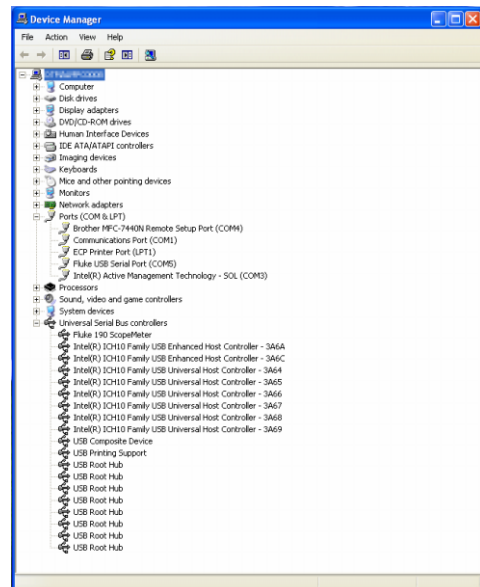 Device Manager
File Action View Help
Computer
Disk drives
Display adapters
DVD/CD-ROM drives
Human Interface Devices
IDE ATA/ATAPI controllers
Imaging devices
Keyboards
Mice and other pointing devices
Monitors
Network adapters
Ports (COM & LPT)
Brother MFC-7440N Remote Setup Port (COM4)
Communications Port (COM1)
ECP Printer Port (LPT1)
Fluke USB Serial Port (COM5)
Intel(R) Active Management Technology - SOL (COM3)
Processors
Sound, video and game controllers
System devices
Universal Serial Bus controllers
Fluke 190 ScopeMeter
Intel(R) ICH10 Family USB Enhanced Host Controller - 3A6A
Intel(R) ICH10 Family USB Enhanced Host Controller - 3A6C
Intel(R) ICH10 Family USB Universal Host Controller - 3A64
Intel(R) ICH10 Family USB Universal Host Controller - 3A65
Intel(R) ICH10 Family USB Universal Host Controller - 3A66
Intel(R) ICH10 Family USB Universal Host Controller - 3A67
Intel(R) ICH10 Family USB Universal Host Controller - 3A68
Intel(R) ICH10 Family USB Universal Host Controller - 3A69
USB Composite Device
USB Printing Support
USB Root Hub
USB Root Hub
USB Root Hub
USB Root Hub
USB Root Hub
USB Root Hub
USB Root Hub
USB Root Hub